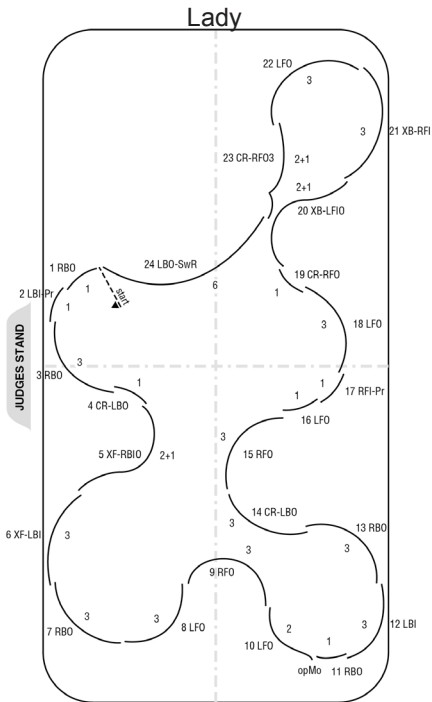 Lady
22 LFO
3
21 XB-RFI
3
23 CR-RFO3
2+1
2+1
20 XB-LFIO
24 LBO-SwR
6
19 CR-RFO
1
1 RBO
2 LBI-Pr
1
1
start
18 LFO
3
JUDGES STAND
3 RBO
3
17 RFI-Pr
1
1
4 CR-LBO
1
16 LFO
5 XF-RBIO
2+1
3
15 RFO
14 CR-LBO
3
13 RBO
3
6 XF-LBI
3
3
9 RFO
7 RBO
3
3
8 LFO
10 LFO
2
12 LBI
3
1
opMo
11 RBO